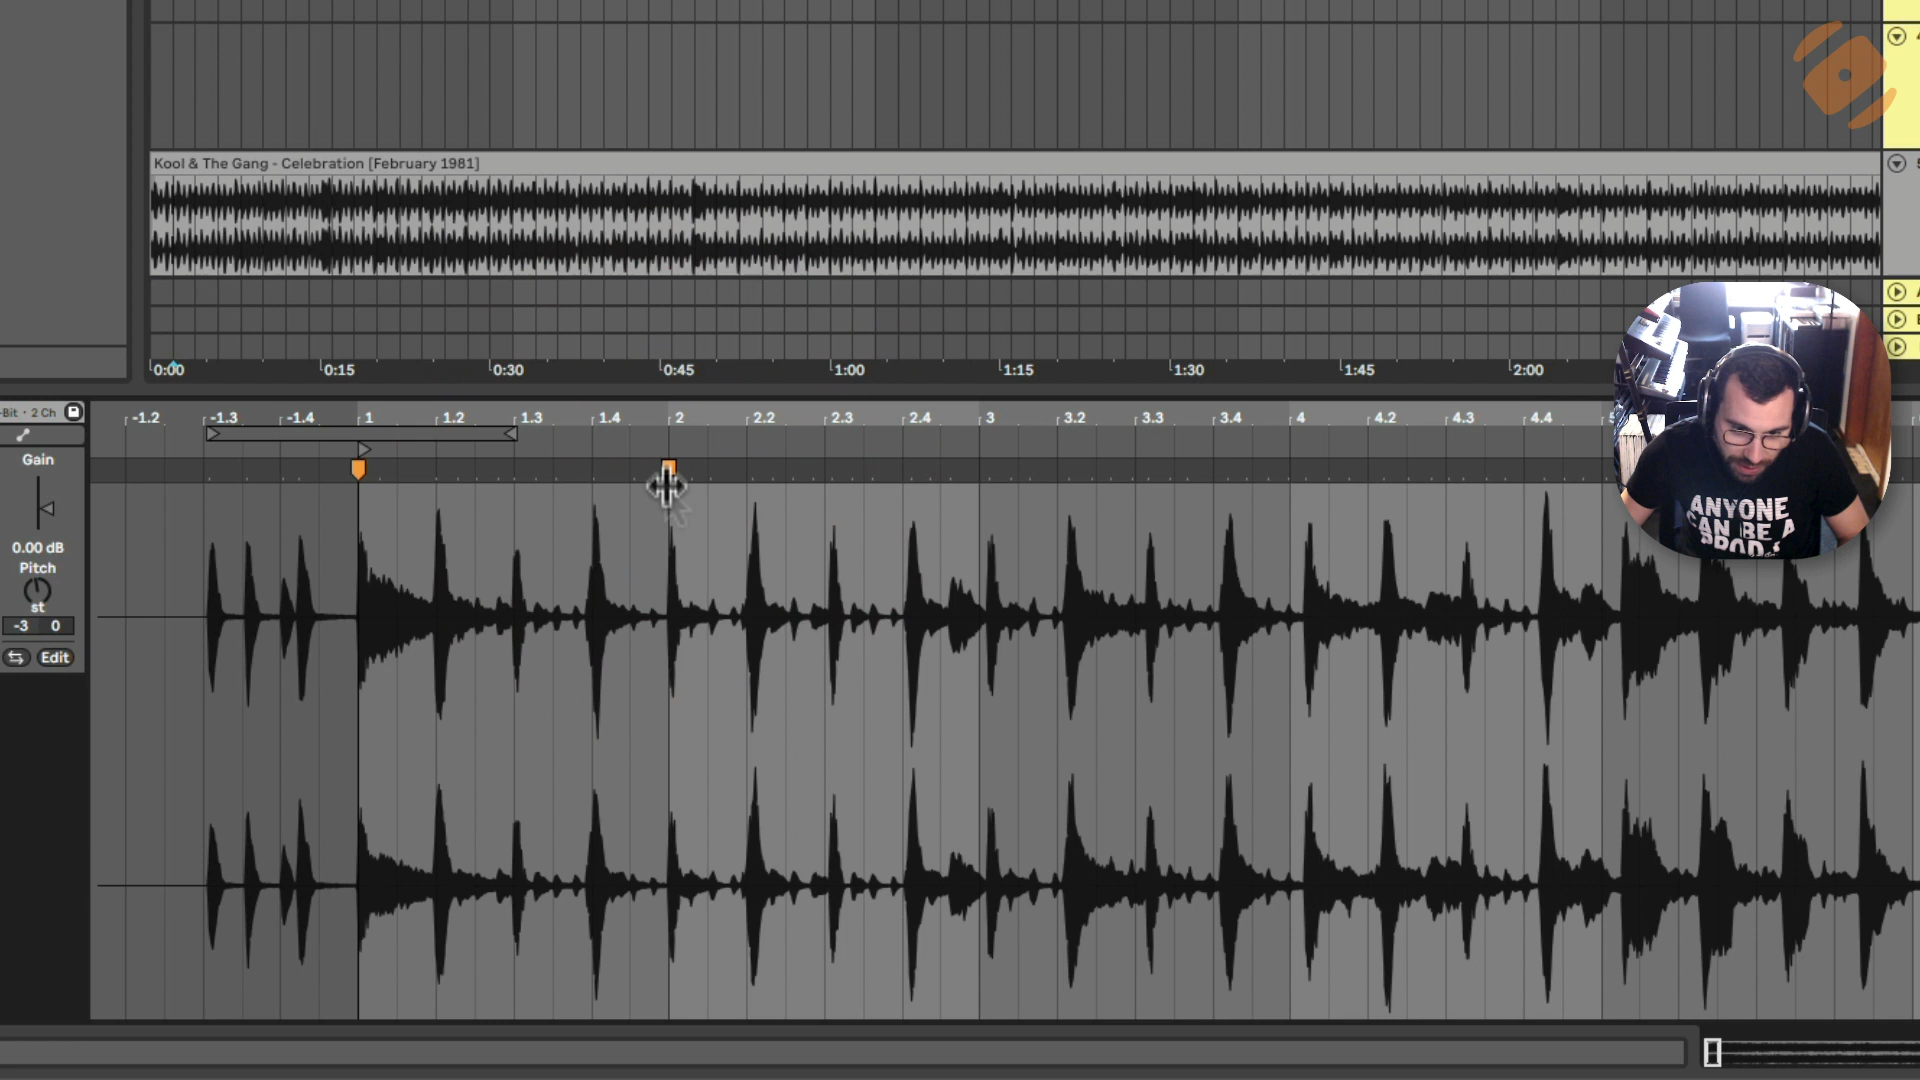 4
Kool & The Gang - Celebration [February 1981]
5
0:00 0:15 0:30 0:45 1:00 1:15 1:30 1:45 2:00
-Bit · 2 Ch
-1.2 -1.3 -1.4 1 1.2 1.3 1.4 2 2.2 2.3 2.4 3 3.2 3.3 3.4 4 4.2 4.3 4.4
Gain
0.00 dB
Pitch
st
-3 0
Edit
ANYONE
CAN BE A
PROD